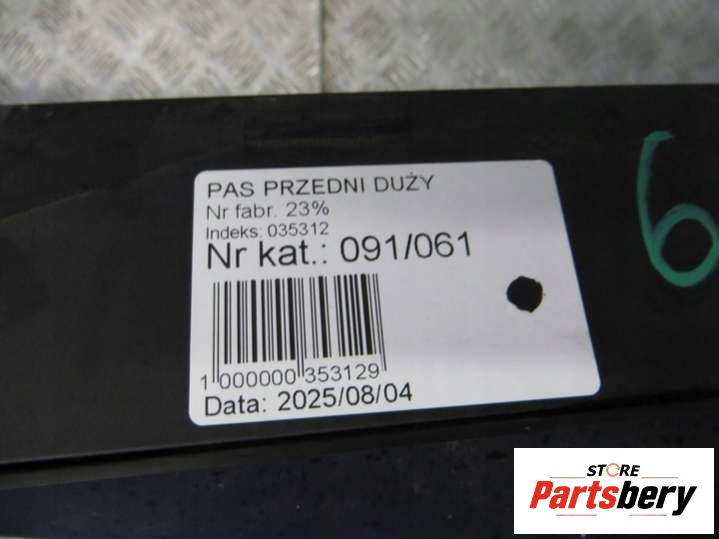 PAS PRZEDNI DUŻY
Nr fabr. 23%
Indeks: 035312
Nr kat.: 091/061
1 000000 353129
Data: 2025/08/04
6
STORE
Partsbery